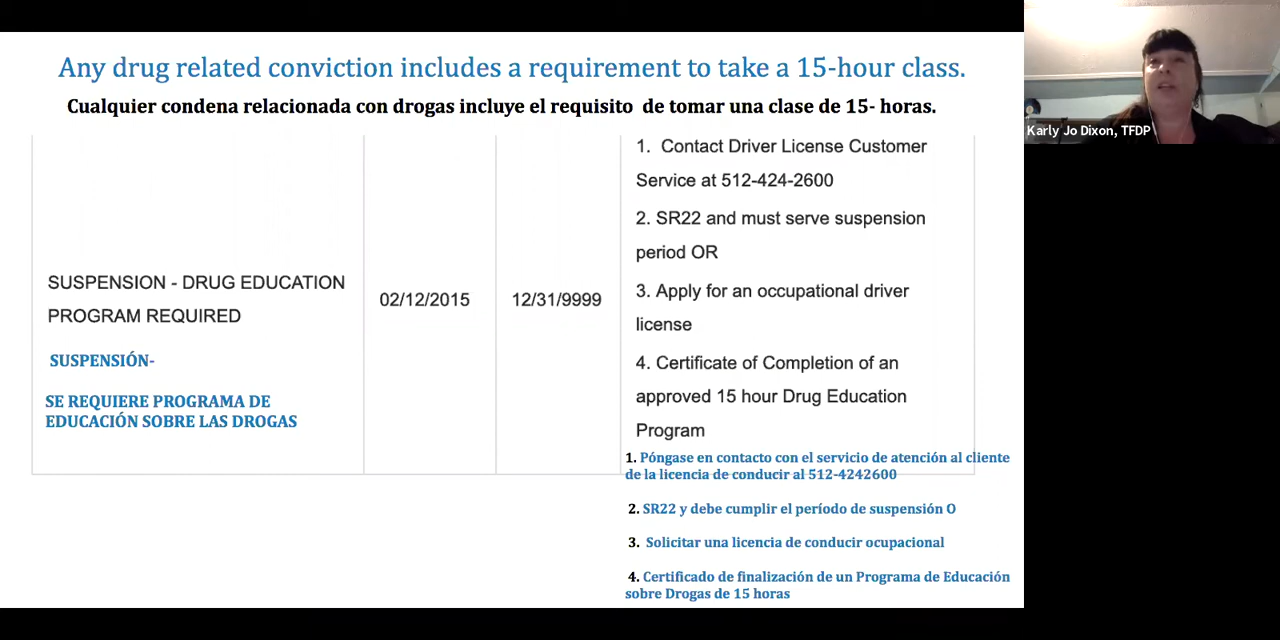 Any drug related conviction includes a requirement to take a 15-hour class.
Cualquier condena relacionada con drogas incluye el requisito de tomar una clase de 15- horas.
SUSPENSION - DRUG EDUCATION
PROGRAM REQUIRED
SUSPENSIÓN-
SE REQUIERE PROGRAMA DE
EDUCACIÓN SOBRE LAS DROGAS
02/12/2015
12/31/9999
1. Contact Driver License Customer
Service at 512-424-2600
2. SR22 and must serve suspension
period OR
3. Apply for an occupational driver
license
4. Certificate of Completion of an
approved 15 hour Drug Education
Program
1. Póngase en contacto con el servicio de atención al cliente
de la licencia de conducir al 512-4242600
2. SR22 y debe cumplir el período de suspensión O
3. Solicitar una licencia de conducir ocupacional
4. Certificado de finalización de un Programa de Educación
sobre Drogas de 15 horas
Karly Jo Dixon, TFDP